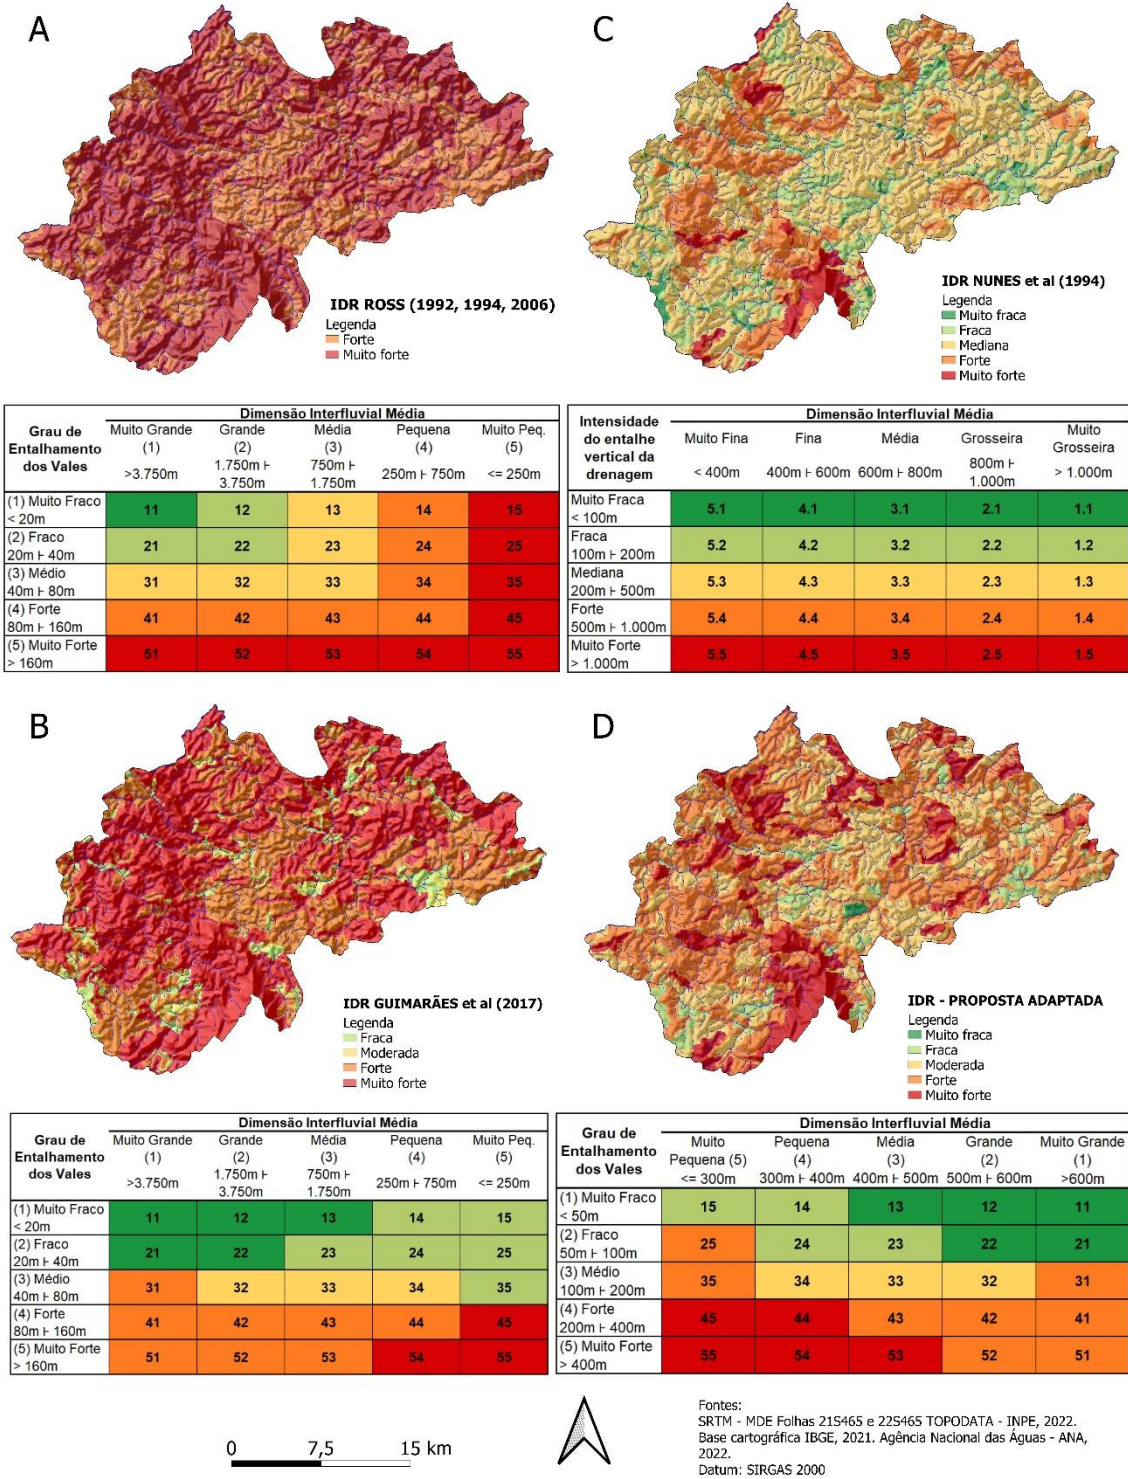 A
IDR ROSS (1992, 1994, 2006)
Legenda
Forte
Muito forte
C
IDR NUNES et al (1994)
Legenda
Muito fraca
Fraca
Mediana
Forte
Muito forte
Grau de Entalhamento dos Vales
Dimensão Interfluvial Média
Muito Grande (1) >3.750m
Grande (2) 1.750m Ⱶ 3.750m
Média (3) 750m Ⱶ 1.750m
Pequena (4) 250m Ⱶ 750m
Muito Peq. (5) <= 250m
(1) Muito Fraco < 20m 11 12 13 14 15
(2) Fraco 20m Ⱶ 40m 21 22 23 24 25
(3) Médio 40m Ⱶ 80m 31 32 33 34 35
(4) Forte 80m Ⱶ 160m 41 42 43 44 45
(5) Muito Forte > 160m 51 52 53 54 55
Intensidade do entalhe vertical da drenagem
Dimensão Interfluvial Média
Muito Fina < 400m
Fina 400m Ⱶ 600m
Média 600m Ⱶ 800m
Grosseira 800m Ⱶ 1.000m
Muito Grosseira > 1.000m
Muito Fraca < 100m 5.1 4.1 3.1 2.1 1.1
Fraca 100m Ⱶ 200m 5.2 4.2 3.2 2.2 1.2
Mediana 200m Ⱶ 500m 5.3 4.3 3.3 2.3 1.3
Forte 500m Ⱶ 1.000m 5.4 4.4 3.4 2.4 1.4
Muito Forte > 1.000m 5.5 4.5 3.5 2.5 1.5
B
IDR GUIMARÃES et al (2017)
Legenda
Fraca
Moderada
Forte
Muito forte
D
IDR - PROPOSTA ADAPTADA
Legenda
Muito fraca
Fraca
Moderada
Forte
Muito forte
Grau de Entalhamento dos Vales
Dimensão Interfluvial Média
Muito Grande (1) >3.750m
Grande (2) 1.750m Ⱶ 3.750m
Média (3) 750m Ⱶ 1.750m
Pequena (4) 250m Ⱶ 750m
Muito Peq. (5) <= 250m
(1) Muito Fraco < 20m 11 12 13 14 15
(2) Fraco 20m Ⱶ 40m 21 22 23 24 25
(3) Médio 40m Ⱶ 80m 31 32 33 34 35
(4) Forte 80m Ⱶ 160m 41 42 43 44 45
(5) Muito Forte > 160m 51 52 53 54 55
Grau de Entalhamento dos Vales
Dimensão Interfluvial Média
Muito Pequena (5) <= 300m
Pequena (4) 300m Ⱶ 400m
Média (3) 400m Ⱶ 500m
Grande (2) 500m Ⱶ 600m
Muito Grande (1) >600m
(1) Muito Fraco < 50m 15 14 13 12 11
(2) Fraco 50m Ⱶ 100m 25 24 23 22 21
(3) Médio 100m Ⱶ 200m 35 34 33 32 31
(4) Forte 200m Ⱶ 400m 45 44 43 42 41
(5) Muito Forte > 400m 55 54 53 52 51
0 7,5 15 km
Fontes:
SRTM - MDE Folhas 21S465 e 22S465 TOPODATA - INPE, 2022.
Base cartográfica IBGE, 2021. Agência Nacional das Águas - ANA,
2022.
Datum: SIRGAS 2000